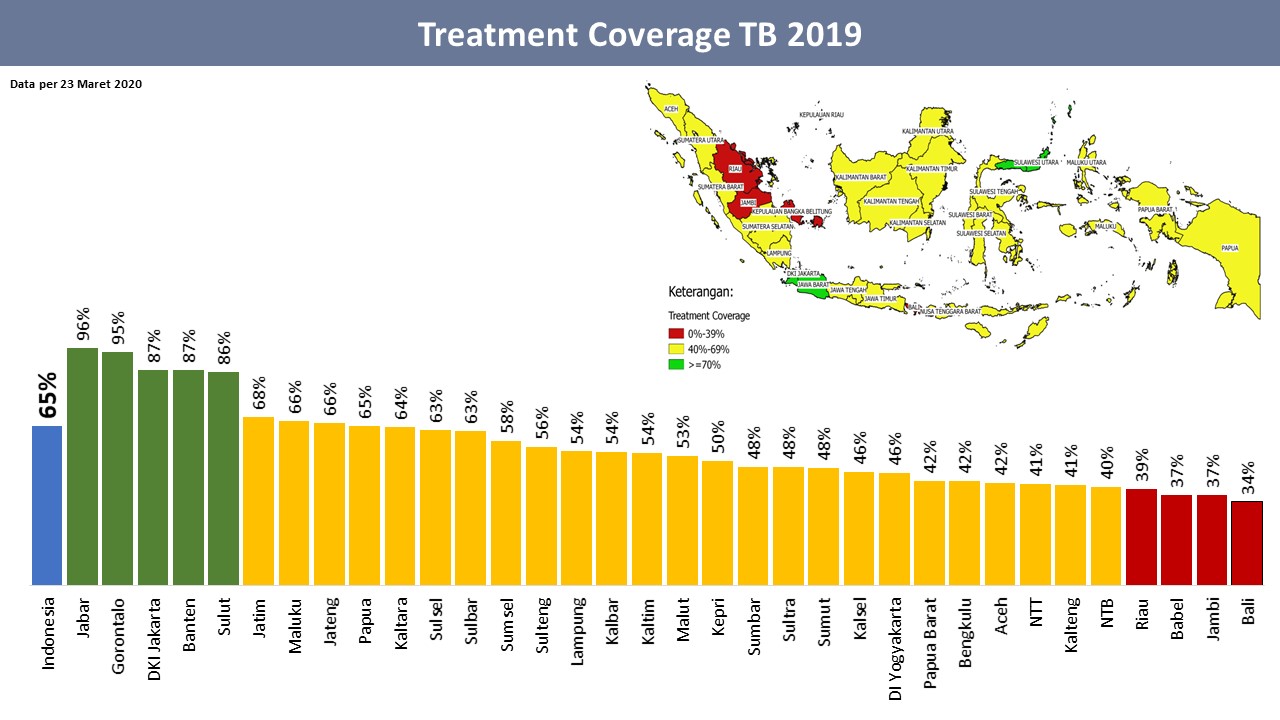 Treatment Coverage TB 2019
Data per 23 Maret 2020
ACEH
SUMATERA UTARA
RIAU
SUMATERA BARAT
JAMBI
KEPULAUAN BANGKA BELITUNG
SUMATERA SELATAN
LAMPUNG
KEPULAUAN RIAU
KALIMANTAN UTARA
KALIMANTAN BARAT
KALIMANTAN TIMUR
KALIMANTAN TENGAH
KALIMANTAN SELATAN
SULAWESI UTARA
MALUKU UTARA
SULAWESI TENGAH
SULAWESI BARAT
SULAWESI SELATAN
MALUKU
PAPUA BARAT
PAPUA
DKI JAKARTA
JAWA BARAT
JAWA TENGAH
JAWA TIMUR
BALI
NUSA TENGGARA BARAT
Keterangan:
Treatment Coverage
0%-39%
40%-69%
>=70%
65%
96%
95%
87%
87%
86%
68%
66%
66%
65%
64%
63%
63%
58%
56%
54%
54%
54%
53%
50%
48%
48%
48%
46%
46%
42%
42%
42%
41%
41%
40%
39%
37%
37%
34%
Indonesia
Jabar
Gorontalo
DKI Jakarta
Banten
Sulut
Jatim
Maluku
Jateng
Papua
Kaltara
Sulsel
Sulbar
Sumsel
Sulteng
Lampung
Kalbar
Kaltim
Malut
Kepri
Sumbar
Sultra
Sumut
Kalsel
DI Yogyakarta
Papua Barat
Bengkulu
Aceh
NTT
Kalteng
NTB
Riau
Babel
Jambi
Bali